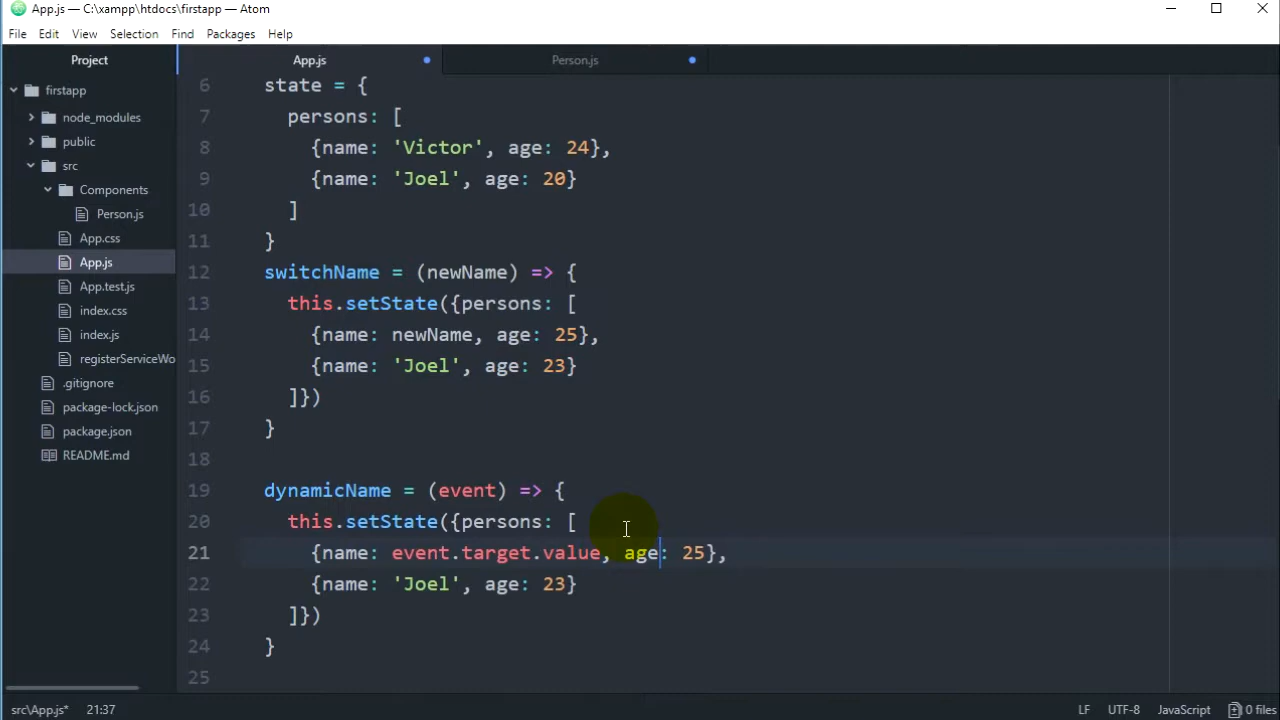 App.js — C:\xampp\htdocs\firstapp — Atom
File Edit View Selection Find Packages Help
Project
App.js
Person.js
firstapp
node_modules
public
src
Components
Person.js
App.css
App.js
App.test.js
index.css
index.js
registerServiceWo
.gitignore
package-lock.json
package.json
README.md
6 state = {
7 persons: [
8 {name: 'Victor', age: 24},
9 {name: 'Joel', age: 20}
10 ]
11 }
12 switchName = (newName) => {
13 this.setState({persons: [
14 {name: newName, age: 25},
15 {name: 'Joel', age: 23}
16 ]})
17 }
18
19 dynamicName = (event) => {
20 this.setState({persons: [
21 {name: event.target.value, age: 25},
22 {name: 'Joel', age: 23}
23 ]})
24 }
25
src\App.js* 21:37 LF UTF-8 JavaScript 0 files